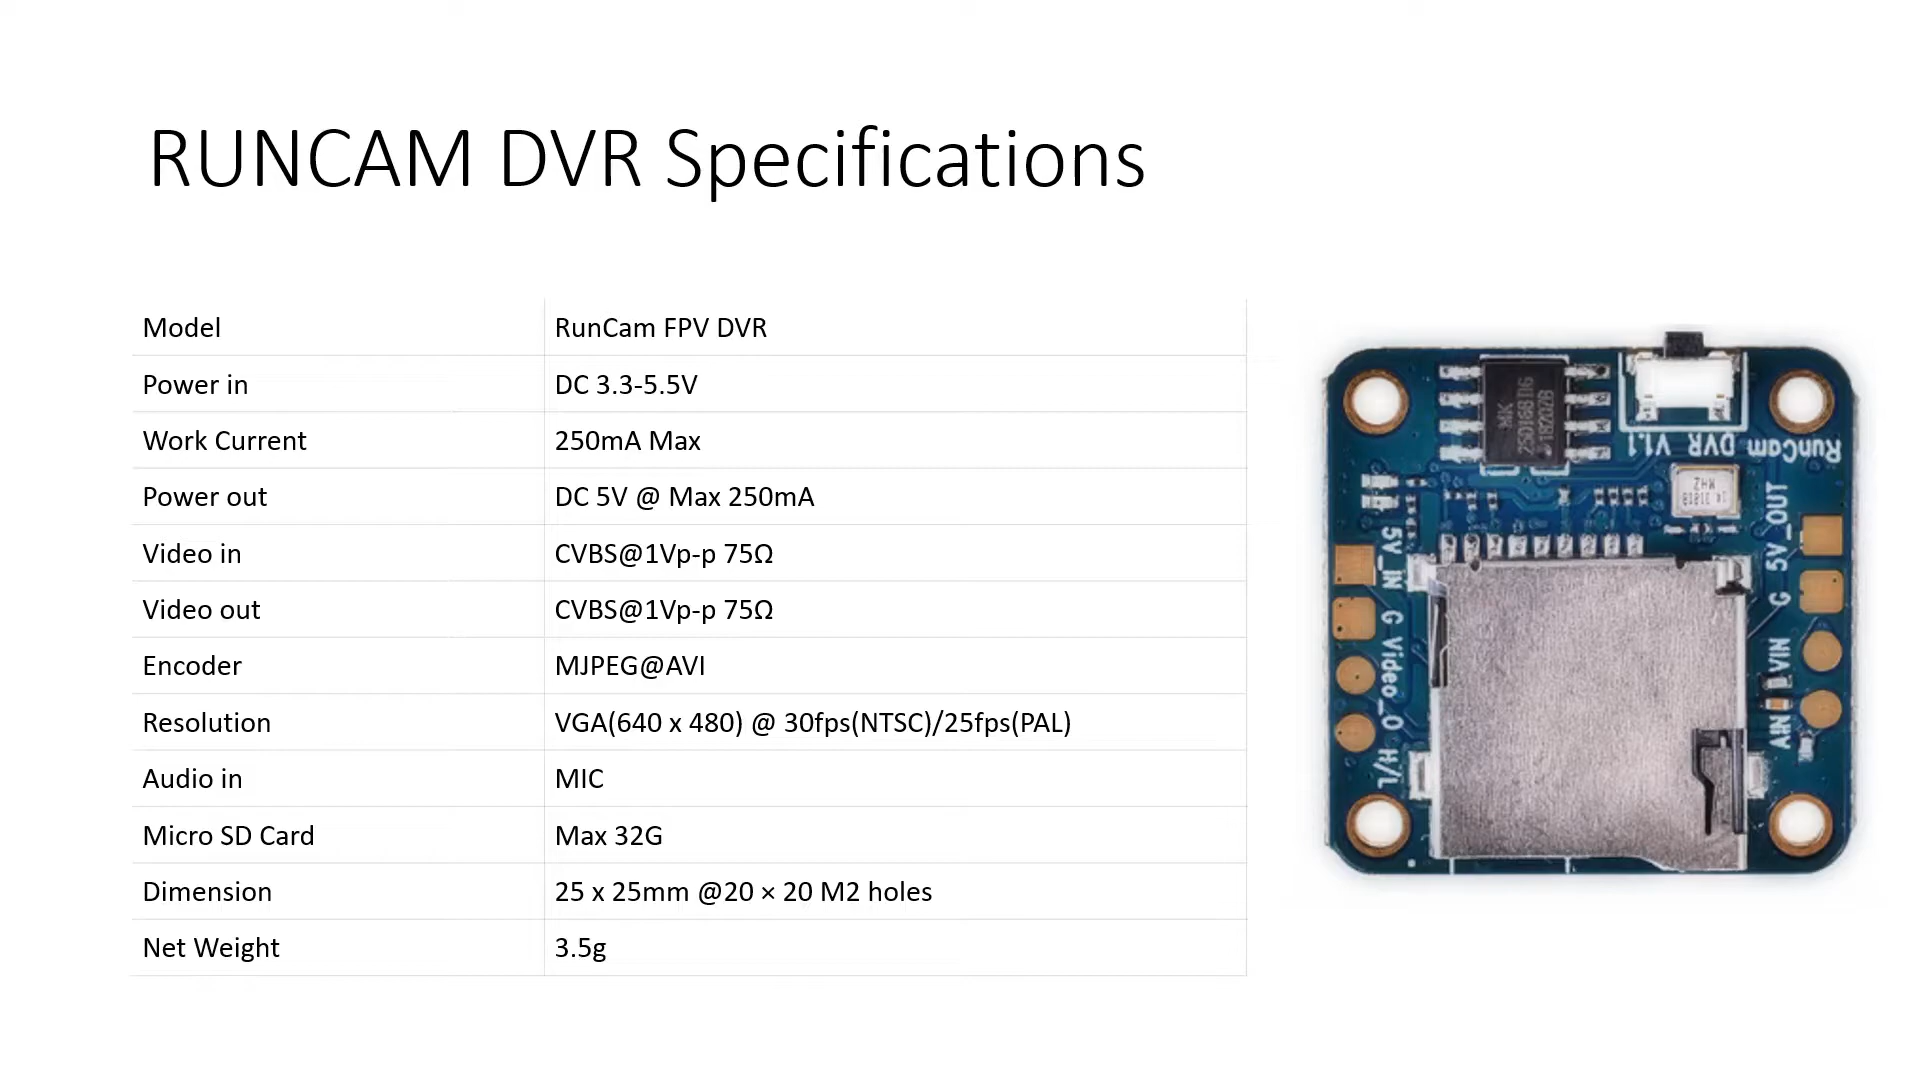 RUNCAM DVR Specifications
Model RunCam FPV DVR
Power in DC 3.3-5.5V
Work Current 250mA Max
Power out DC 5V @ Max 250mA
Video in CVBS@1Vp-p 75Ω
Video out CVBS@1Vp-p 75Ω
Encoder MJPEG@AVI
Resolution VGA(640 x 480) @ 30fps(NTSC)/25fps(PAL)
Audio in MIC
Micro SD Card Max 32G
Dimension 25 x 25mm @20 × 20 M2 holes
Net Weight 3.5g
RunCam DVR V1.1
MHZ
5V_IN
G
Video_O
H/L
5V_OUT
G
VIN
AIN